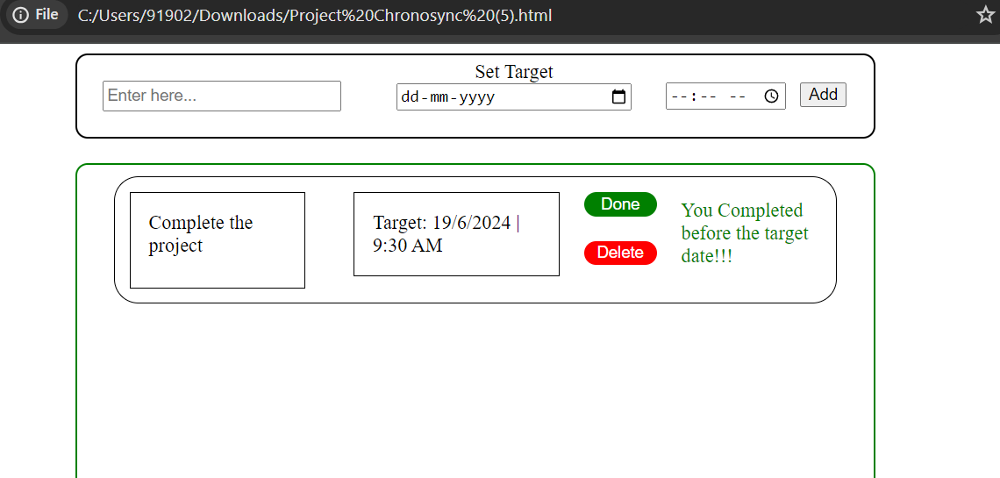 File C:/Users/91902/Downloads/Project%20Chronosync%20(5).html
Set Target
Enter here... dd-mm-yyyy --:-- -- Add
Complete the
project
Target: 19/6/2024 |
9:30 AM
Done
Delete
You Completed
before the target
date!!!